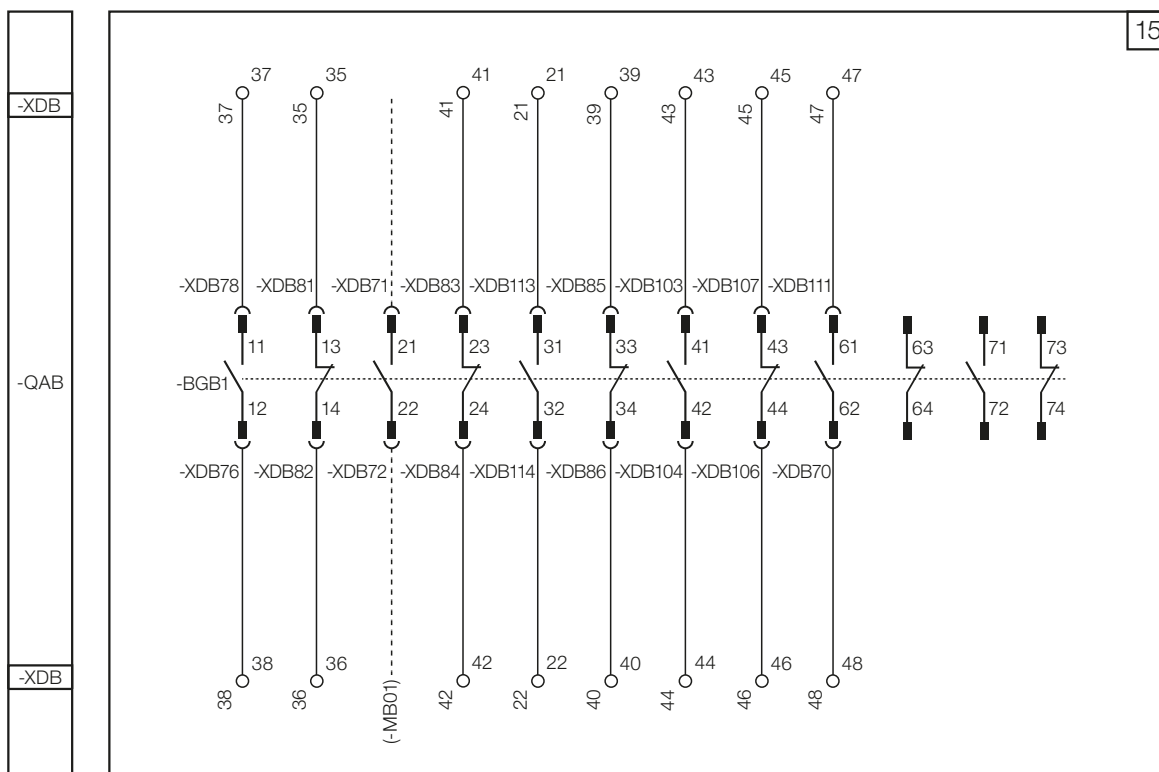 15
37 35 41 21 39 43 45 47
-XDB
37 35 41 21 39 43 45 47
-XDB78 -XDB81 -XDB71 -XDB83 -XDB113 -XDB85 -XDB103 -XDB107 -XDB111
11 13 21 23 31 33 41 43 61 63 71 73
-QAB
-BGB1
12 14 22 24 32 34 42 44 62 64 72 74
-XDB76 -XDB82 -XDB72 -XDB84 -XDB114 -XDB86 -XDB104 -XDB106 -XDB70
38 36 42 22 40 44 46 48
-XDB
38 36 (-MB01) 42 22 40 44 46 48